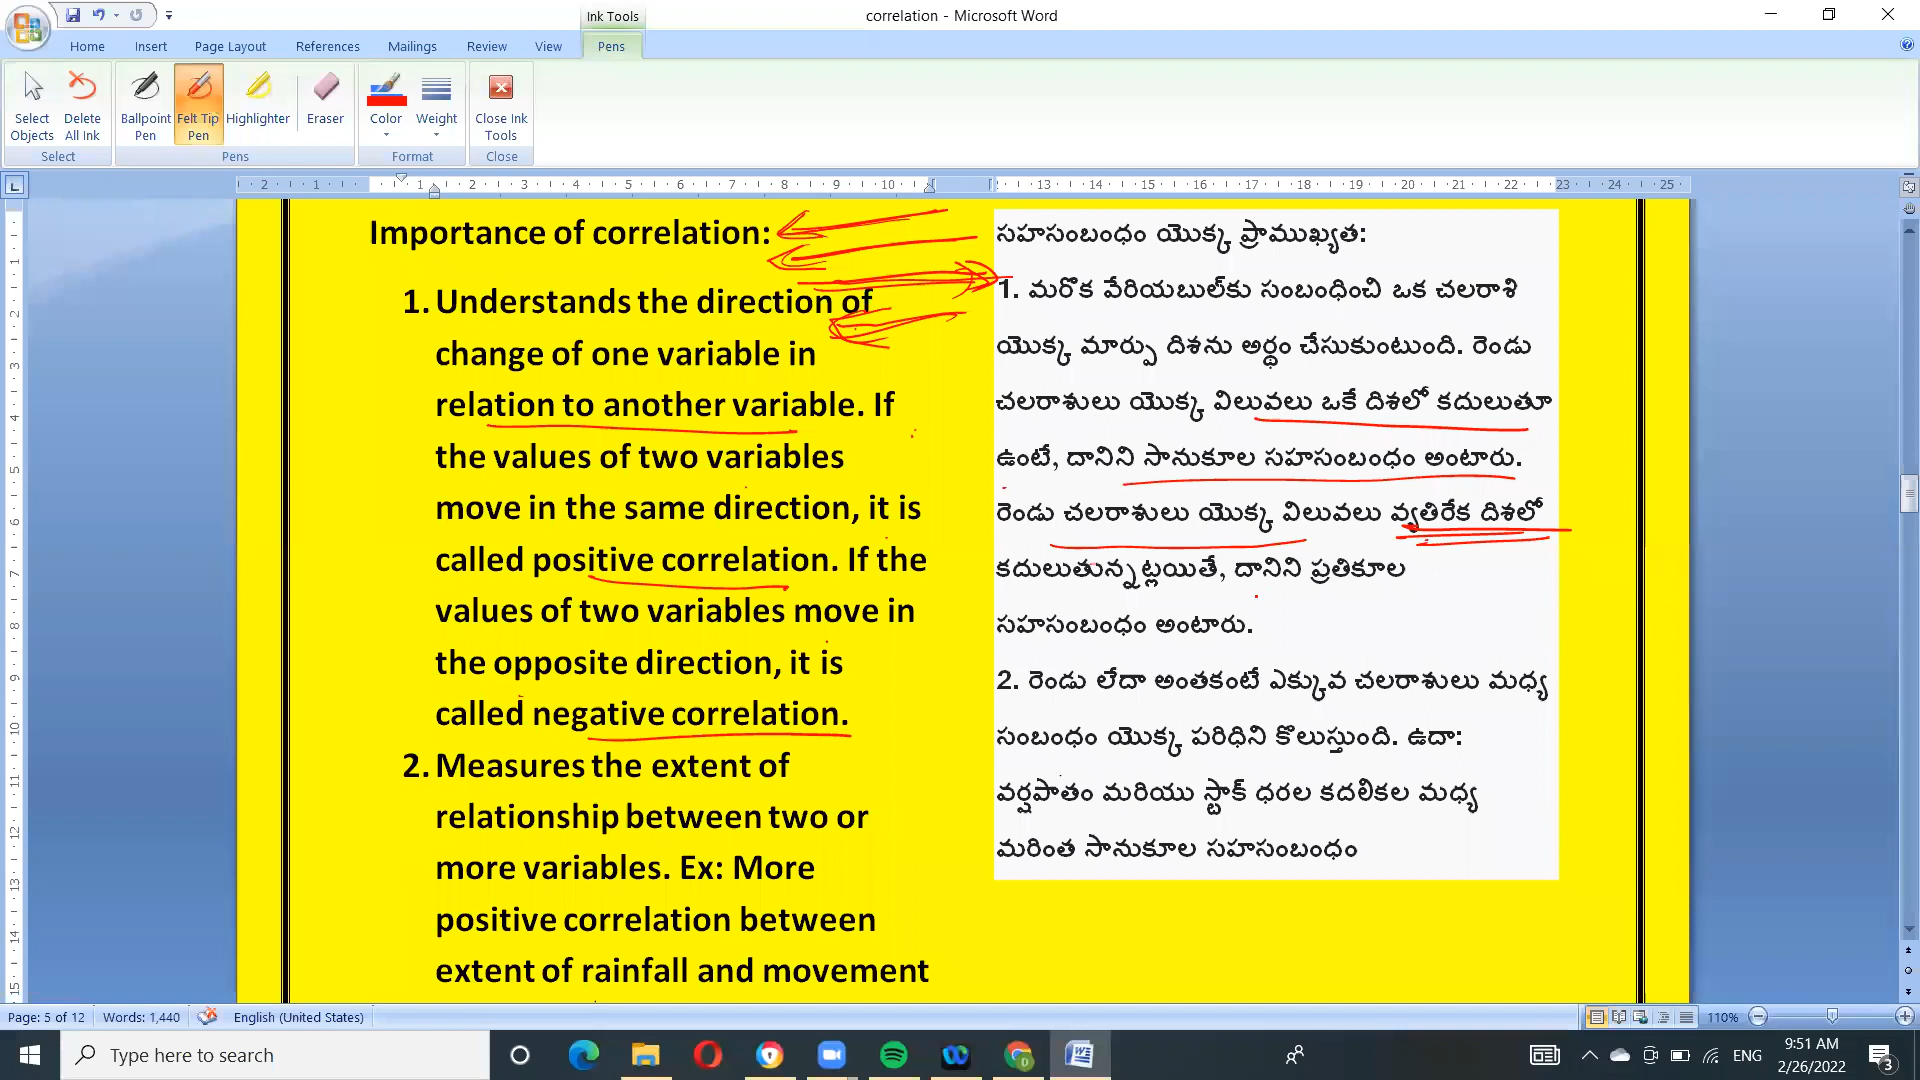 correlation - Microsoft Word
Ink Tools
Home Insert Page Layout References Mailings Review View Pens
Select Objects
Delete All Ink
Ballpoint Pen
Felt Tip Pen
Highlighter
Eraser
Color
Weight
Close Ink Tools
Select Pens Format Close
Importance of correlation:
1. Understands the direction of
change of one variable in
relation to another variable. If
the values of two variables
move in the same direction, it is
called positive correlation. If the
values of two variables move in
the opposite direction, it is
called negative correlation.
2. Measures the extent of
relationship between two or
more variables. Ex: More
positive correlation between
extent of rainfall and movement
సహసంబంధం యొక్క ప్రాముఖ్యత:
1. మరొక వేరియబుల్‌కు సంబంధించి ఒక చలరాశి
యొక్క మార్పు దిశను అర్థం చేసుకుంటుంది. రెండు
చలరాశులు యొక్క విలువలు ఒకే దిశలో కదులుతూ
ఉంటే, దానిని సానుకూల సహసంబంధం అంటారు.
రెండు చలరాశులు యొక్క విలువలు వ్యతిరేక దిశలో
కదులుతున్నట్లయితే, దానిని ప్రతికూల
సహసంబంధం అంటారు.
2. రెండు లేదా అంతకంటే ఎక్కువ చలరాశులు మధ్య
సంబంధం యొక్క పరిధిని కొలుస్తుంది. ఉదా:
వర్షపాతం మరియు స్టాక్ ధరల కదలికల మధ్య
మరింత సానుకూల సహసంబంధం
Page: 5 of 12 Words: 1,440 English (United States) 110%
Type here to search
ENG
9:51 AM
2/26/2022
3